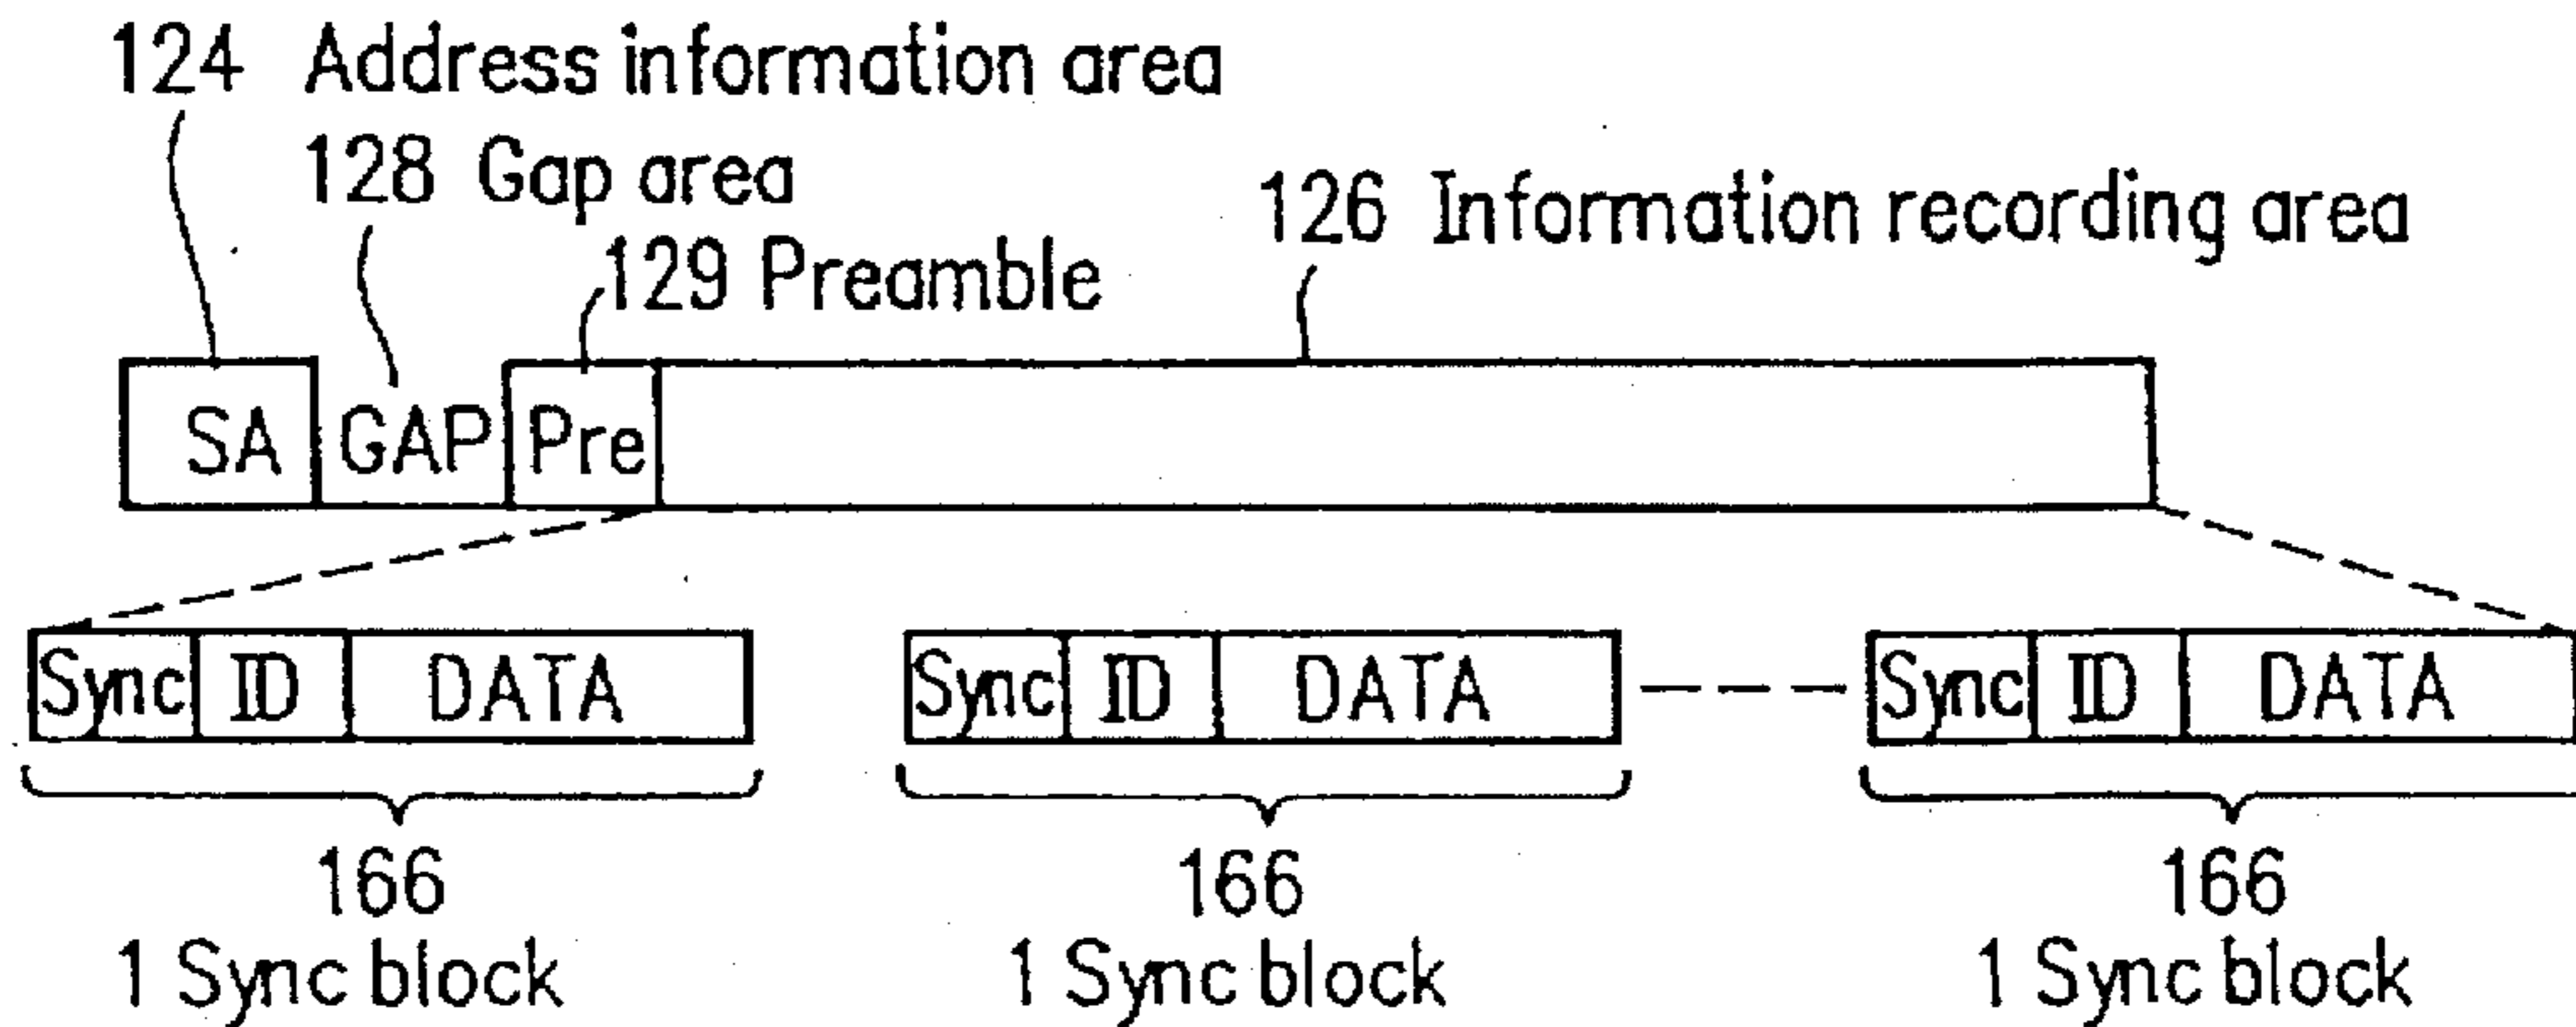 124 Address information area
128 Gap area
126 Information recording area
129 Preamble
SA GAP Pre
Sync ID DATA Sync ID DATA Sync ID DATA
166 166 166
1 Sync block 1 Sync block 1 Sync block